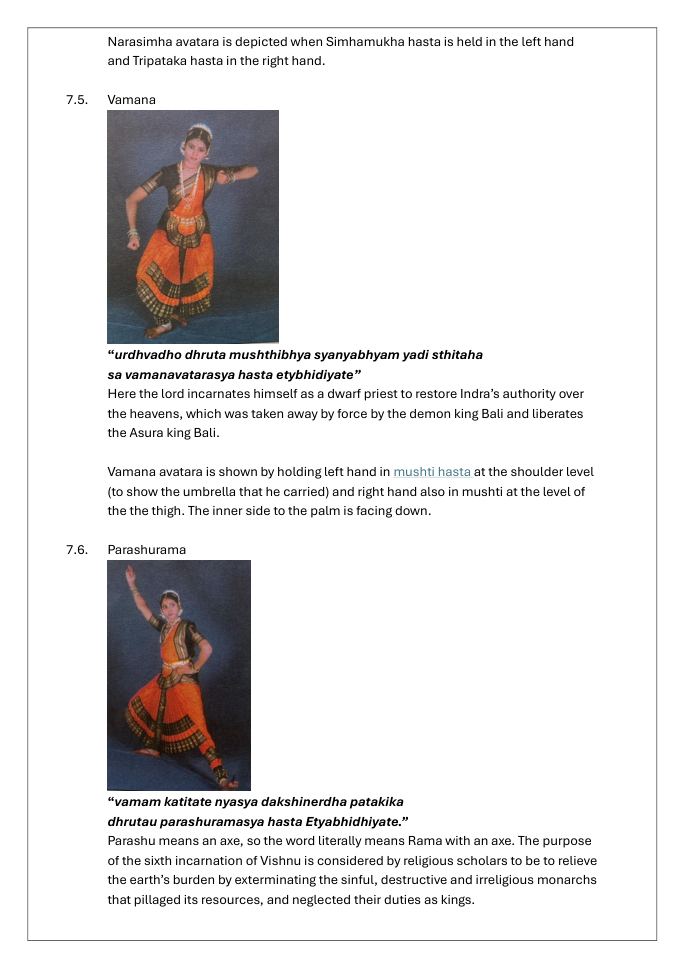 Narasimha avatara is depicted when Simhamukha hasta is held in the left hand
and Tripataka hasta in the right hand.
7.5. Vamana
“urdhvadho dhruta mushthibhya syanyabhyam yadi sthitaha
sa vamanavatarasya hasta etybhidiyate”
Here the lord incarnates himself as a dwarf priest to restore Indra’s authority over
the heavens, which was taken away by force by the demon king Bali and liberates
the Asura king Bali.
Vamana avatara is shown by holding left hand in mushti hasta at the shoulder level
(to show the umbrella that he carried) and right hand also in mushti at the level of
the the thigh. The inner side to the palm is facing down.
7.6. Parashurama
“vamam katitate nyasya dakshinerdha patakika
dhrutau parashuramasya hasta Etyabhidhiyate.”
Parashu means an axe, so the word literally means Rama with an axe. The purpose
of the sixth incarnation of Vishnu is considered by religious scholars to be to relieve
the earth’s burden by exterminating the sinful, destructive and irreligious monarchs
that pillaged its resources, and neglected their duties as kings.